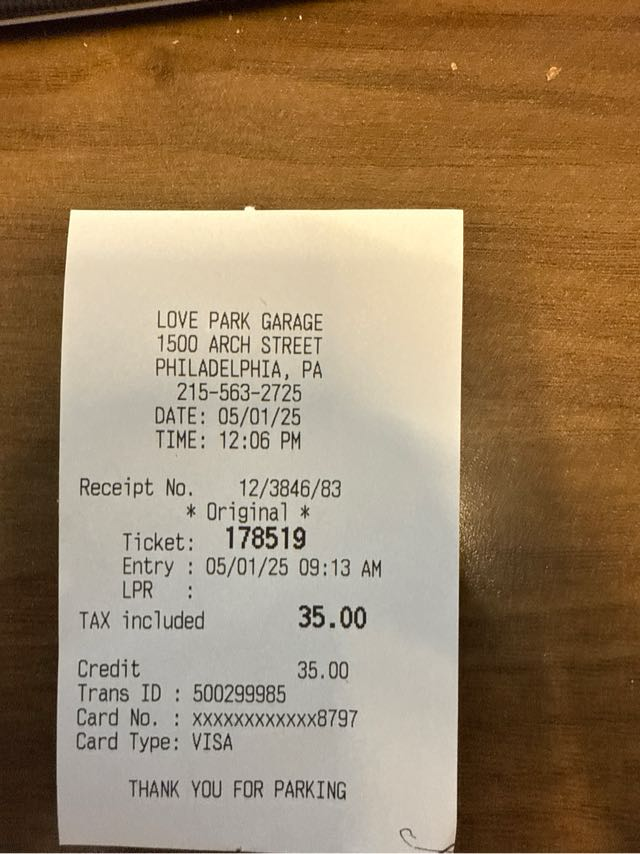 LOVE PARK GARAGE
1500 ARCH STREET
PHILADELPHIA, PA
215-563-2725
DATE: 05/01/25
TIME: 12:06 PM
Receipt No. 12/3846/83
* Original *
Ticket: 178519
Entry : 05/01/25 09:13 AM
LPR :
TAX included 35.00
Credit 35.00
Trans ID : 500299985
Card No. : xxxxxxxxxxxx8797
Card Type: VISA
THANK YOU FOR PARKING